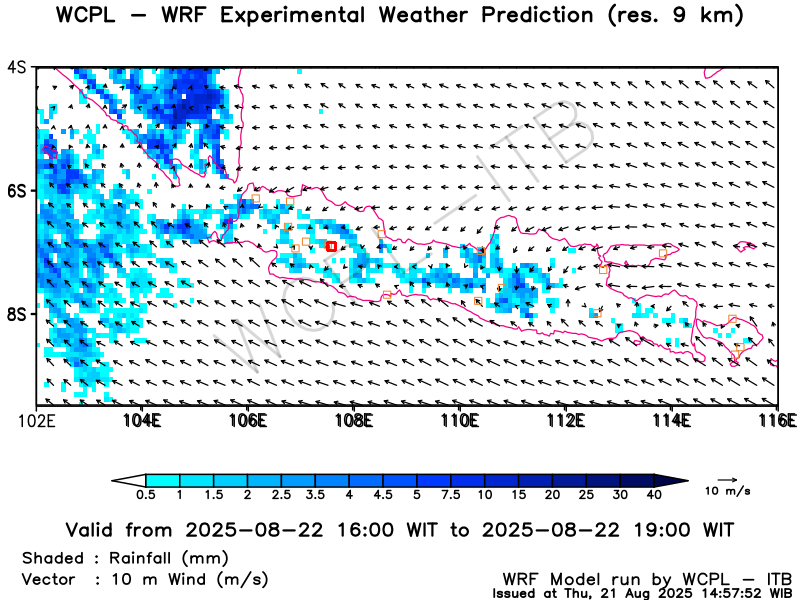 WCPL – WRF Experimental Weather Prediction (res. 9 km)
WCPL – ITB
4S
6S
8S
102E 104E 106E 108E 110E 112E 114E 116E
0.5 1 1.5 2 2.5 3.5 4 4.5 5 7.5 10 15 20 25 30 40
10 m/s
Valid from 2025–08–22 16:00 WIT to 2025–08–22 19:00 WIT
Shaded : Rainfall (mm)
Vector : 10 m Wind (m/s)
WRF Model run by WCPL – ITB
Issued at Thu, 21 Aug 2025 14:57:52 WIB